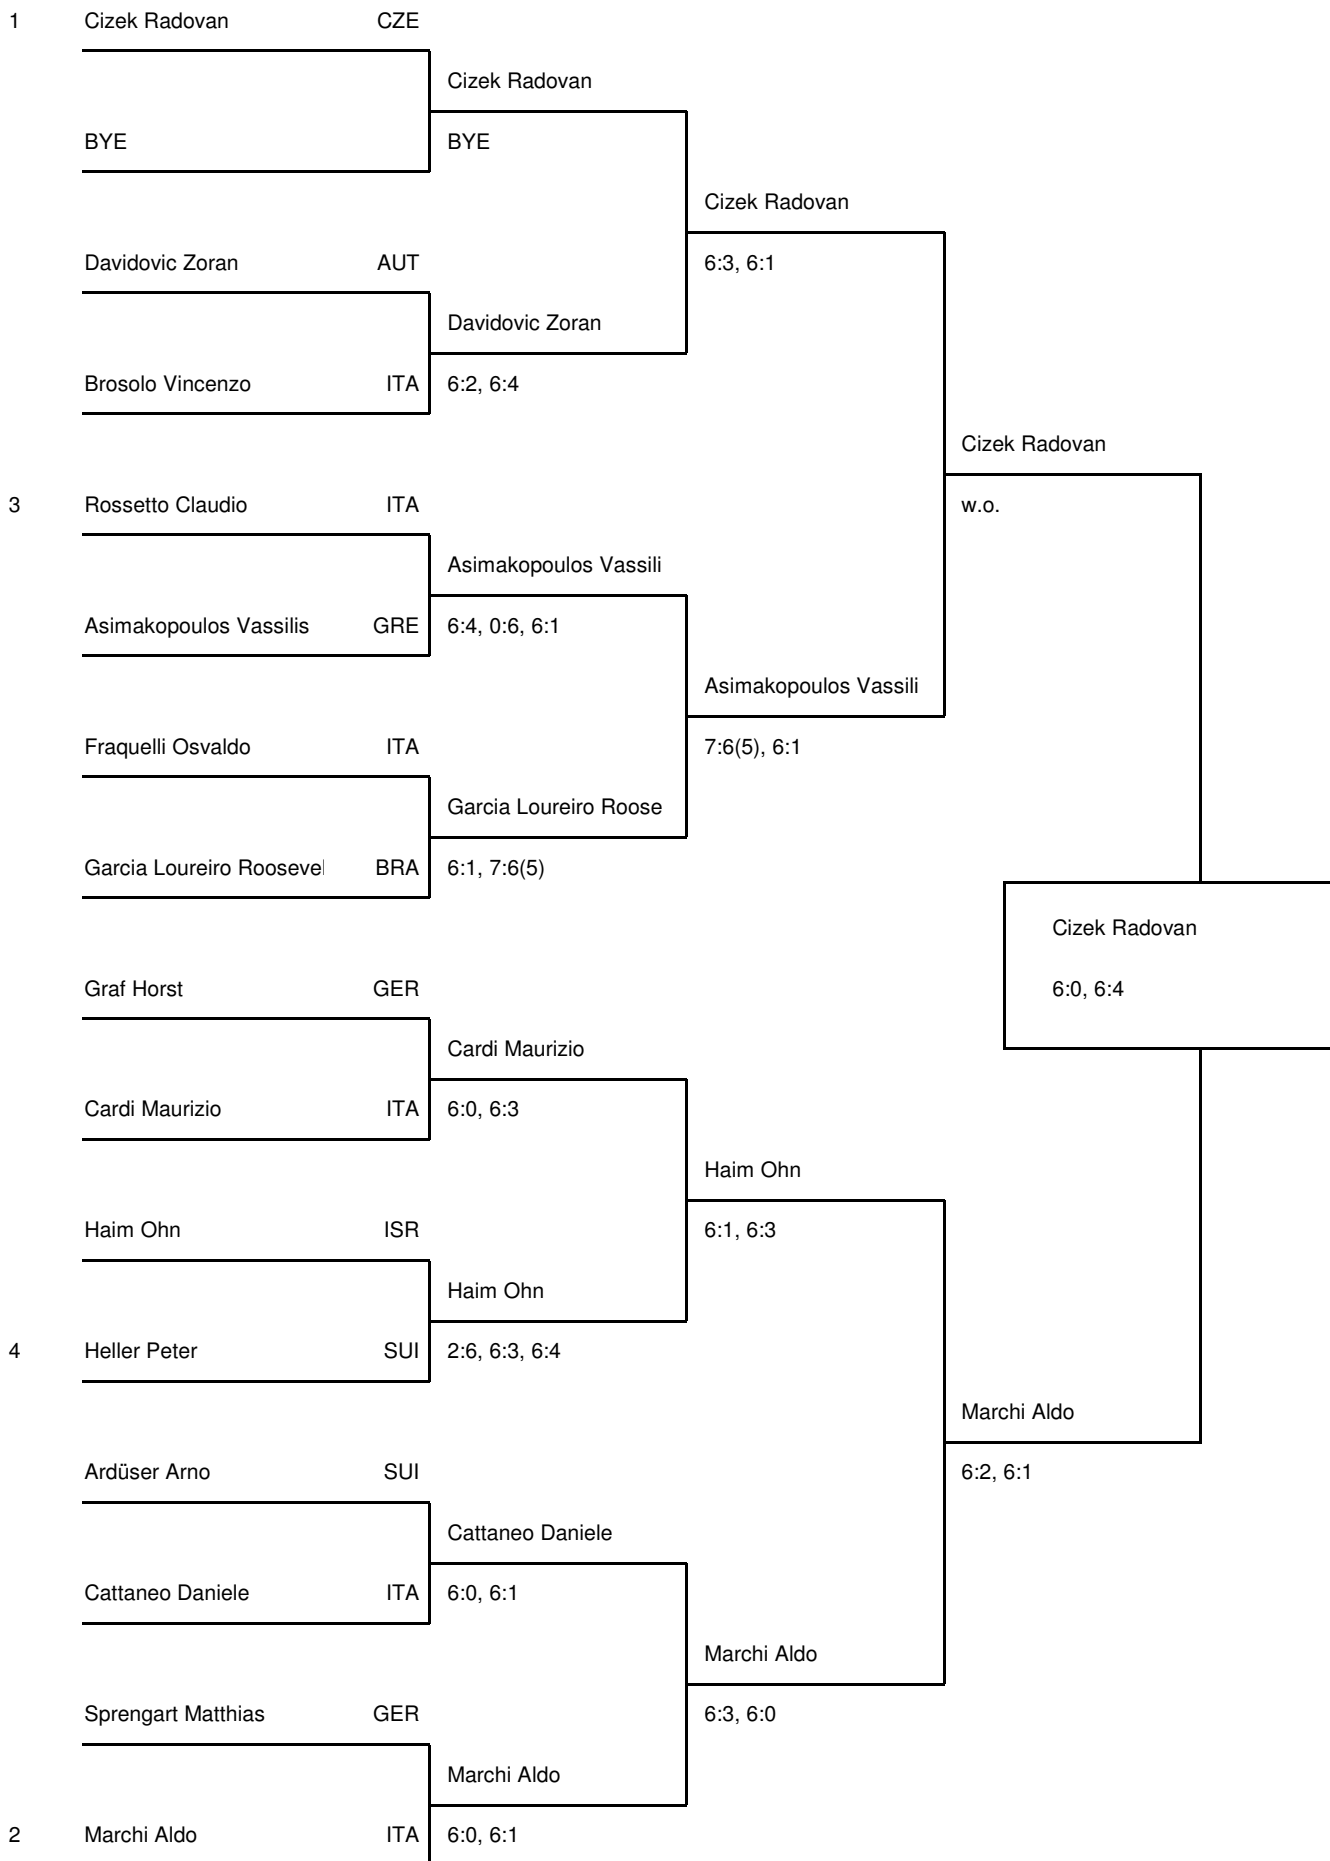 1 Cizek Radovan CZE
Cizek Radovan
BYE BYE
Cizek Radovan
Davidovic Zoran AUT 6:3, 6:1
Davidovic Zoran
Brosolo Vincenzo ITA 6:2, 6:4
Cizek Radovan
3 Rossetto Claudio ITA w.o.
Asimakopoulos Vassili
Asimakopoulos Vassilis GRE 6:4, 0:6, 6:1
Asimakopoulos Vassili
Fraquelli Osvaldo ITA 7:6(5), 6:1
Garcia Loureiro Roose
Garcia Loureiro Roosevel BRA 6:1, 7:6(5)
Cizek Radovan
Graf Horst GER 6:0, 6:4
Cardi Maurizio
Cardi Maurizio ITA 6:0, 6:3
Haim Ohn
Haim Ohn ISR 6:1, 6:3
Haim Ohn
4 Heller Peter SUI 2:6, 6:3, 6:4
Marchi Aldo
Ardüser Arno SUI 6:2, 6:1
Cattaneo Daniele
Cattaneo Daniele ITA 6:0, 6:1
Marchi Aldo
Sprengart Matthias GER 6:3, 6:0
Marchi Aldo
2 Marchi Aldo ITA 6:0, 6:1